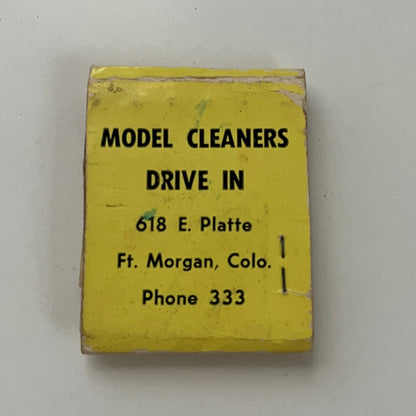 MODEL CLEANERS
DRIVE IN
618 E. Platte
Ft. Morgan, Colo.
Phone 333